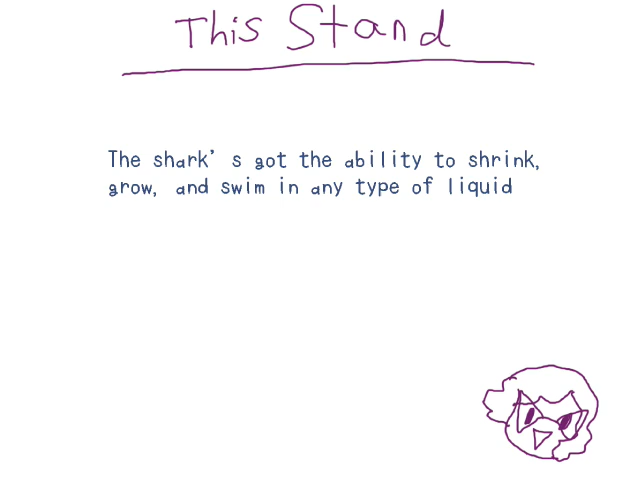 This Stand
The shark's got the ability to shrink,
grow, and swim in any type of liquid